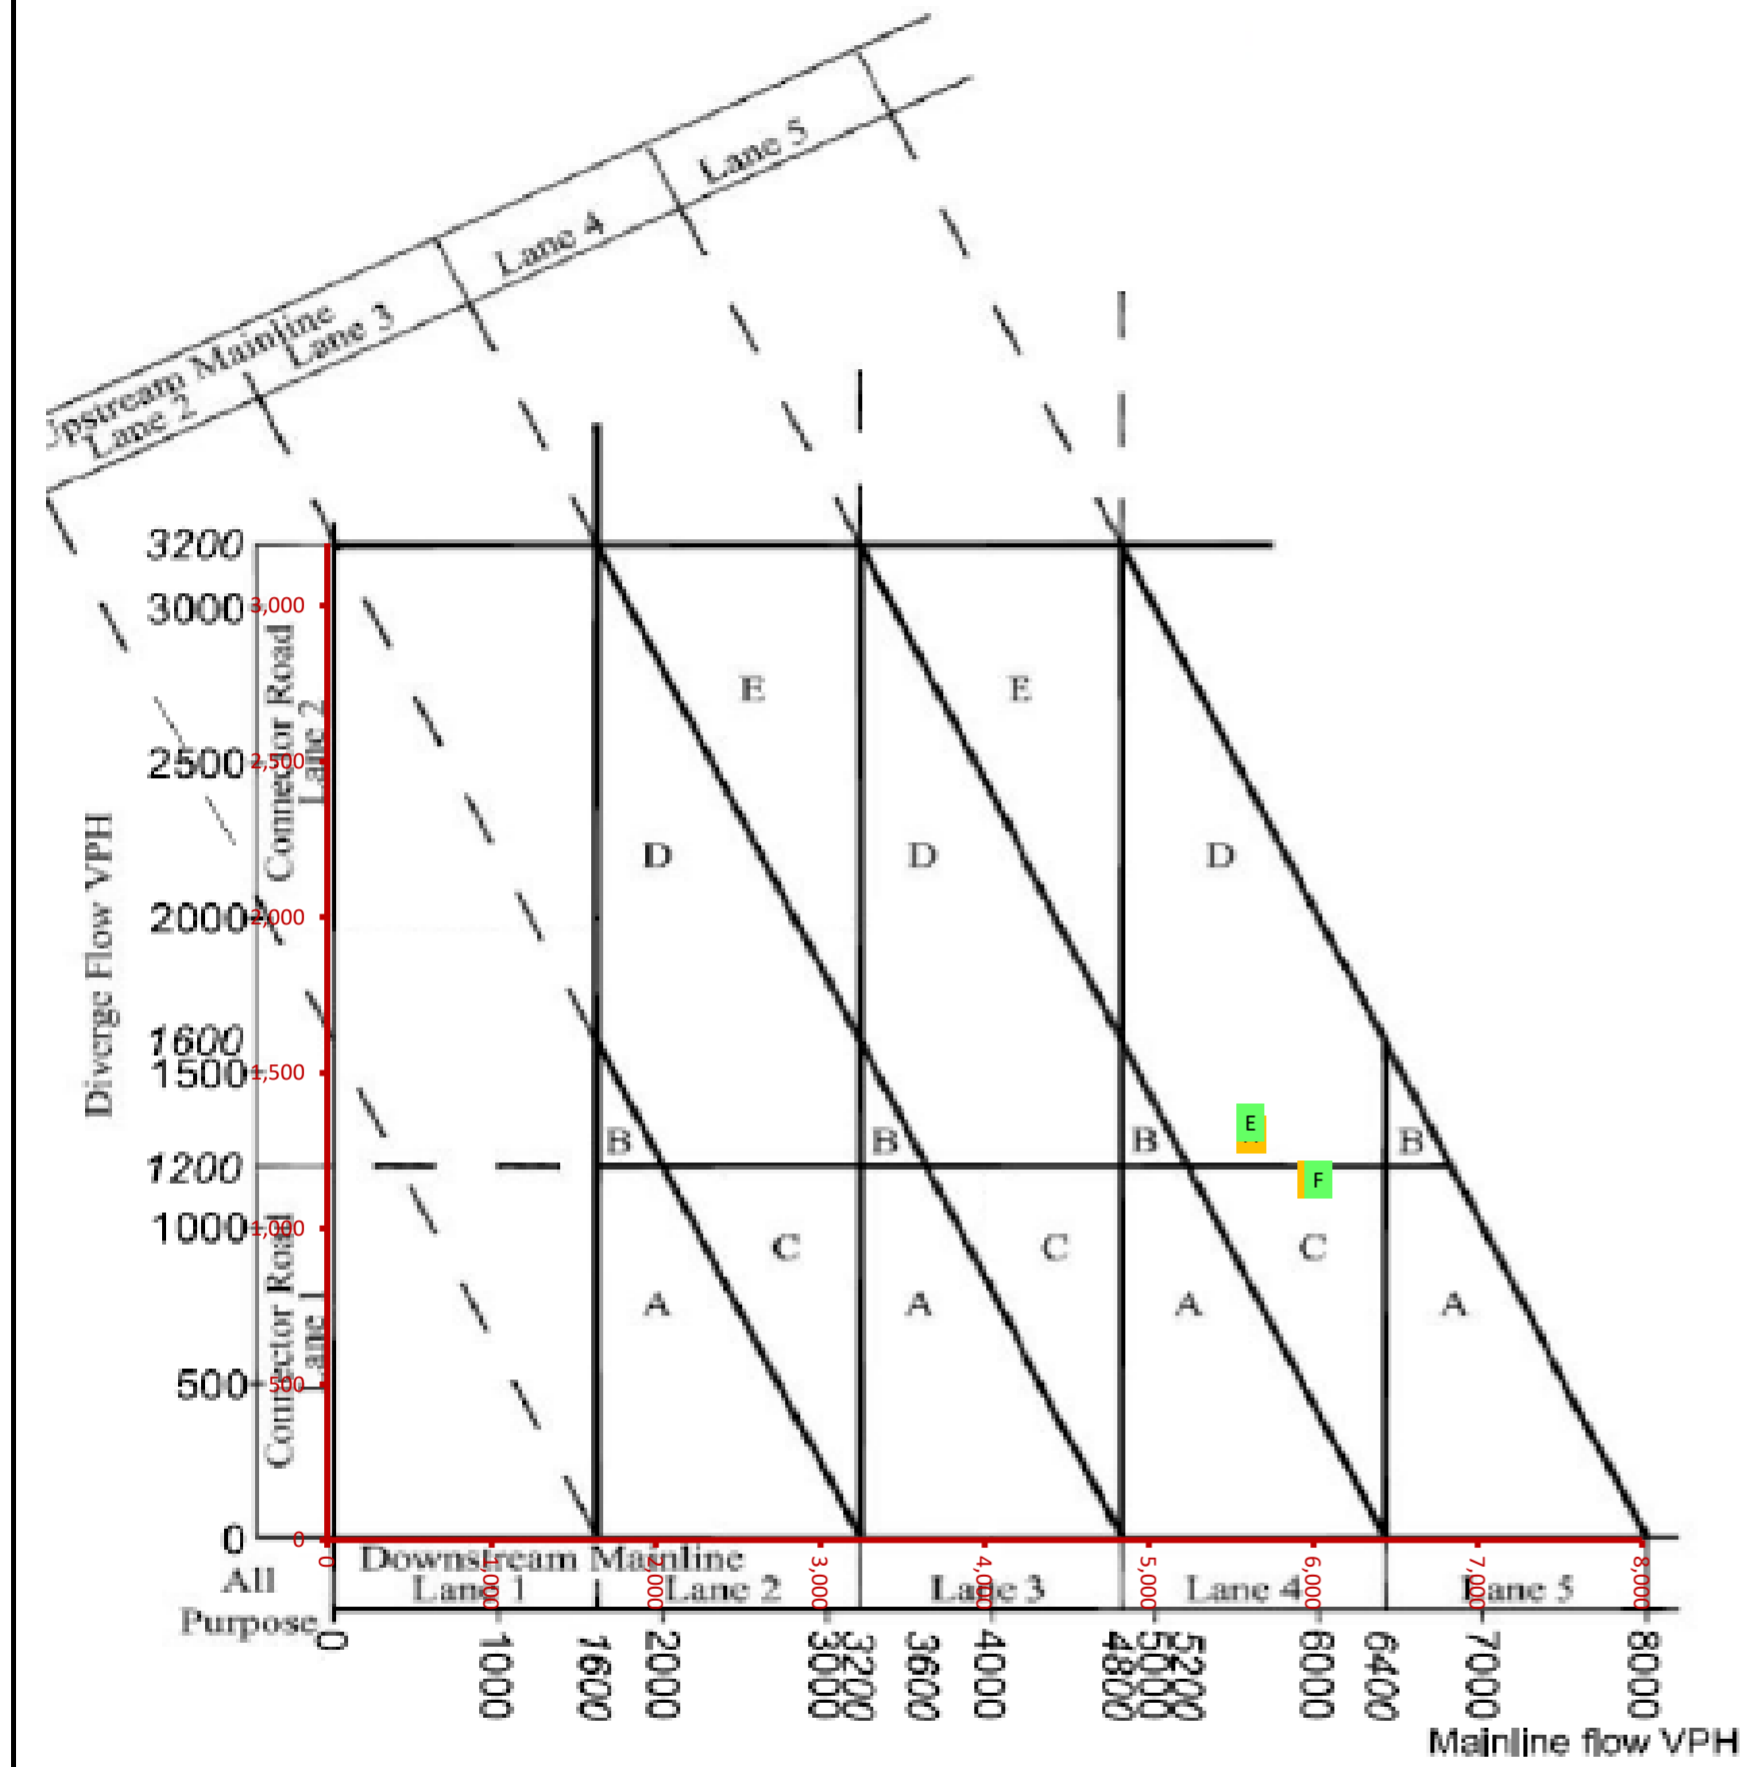 Lane 5
Lane 4
Upstream Mainline
Lane 3
Lane 2
3200
3000
3,000
Connector Road
Lane 2
2500
2,500
E
E
D
D
D
Diverge Flow VPH
2000
2,000
1600
1500
1,500
E
B
B
B
B
1200
F
1000
1,000
C
C
C
A
A
A
A
Connector Road
Lane 1
500
500
0
0
Downstream Mainline
All
Purpose
Lane 1
Lane 2
Lane 3
Lane 4
Lane 5
0
1,000
2,000
3,000
4,000
5,000
6,000
7,000
8,000
0
1000
1600
2000
3000
3200
3600
4000
4800
5000
5200
6000
6400
7000
8000
Mainline flow VPH